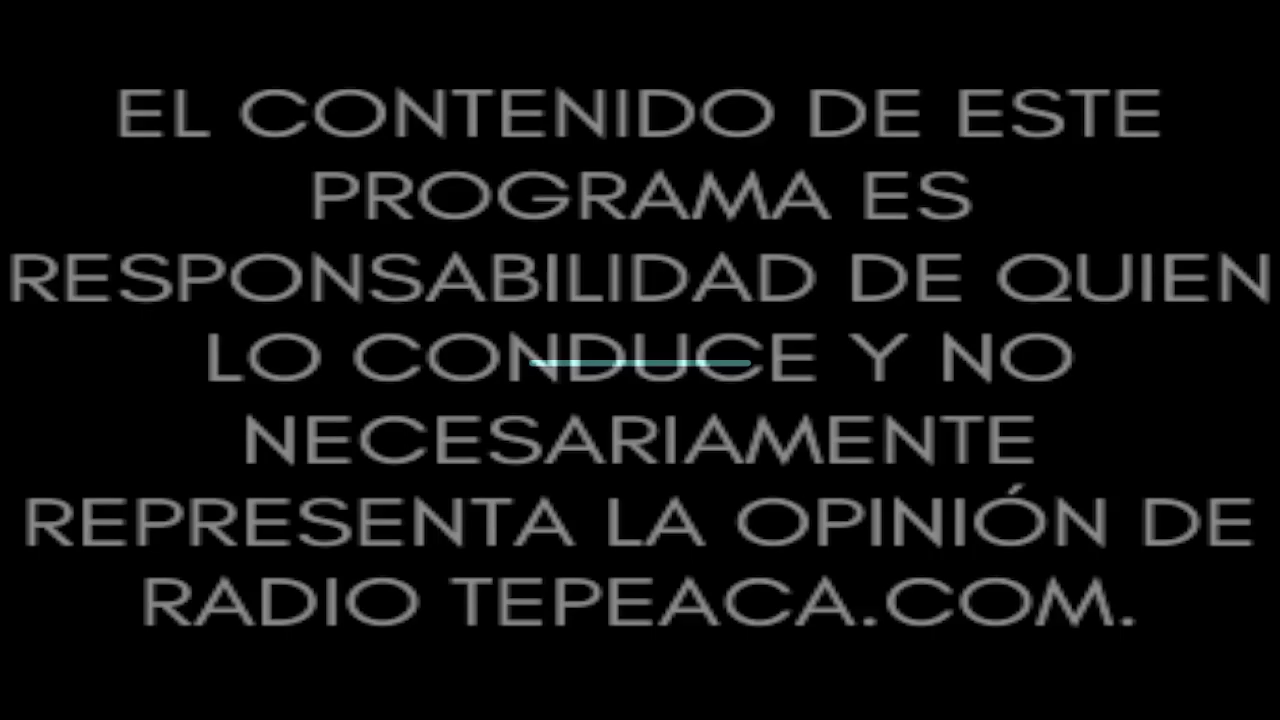 EL CONTENIDO DE ESTE
PROGRAMA ES
RESPONSABILIDAD DE QUIEN
LO CONDUCE Y NO
NECESARIAMENTE
REPRESENTA LA OPINIÓN DE
RADIO TEPEACA.COM.